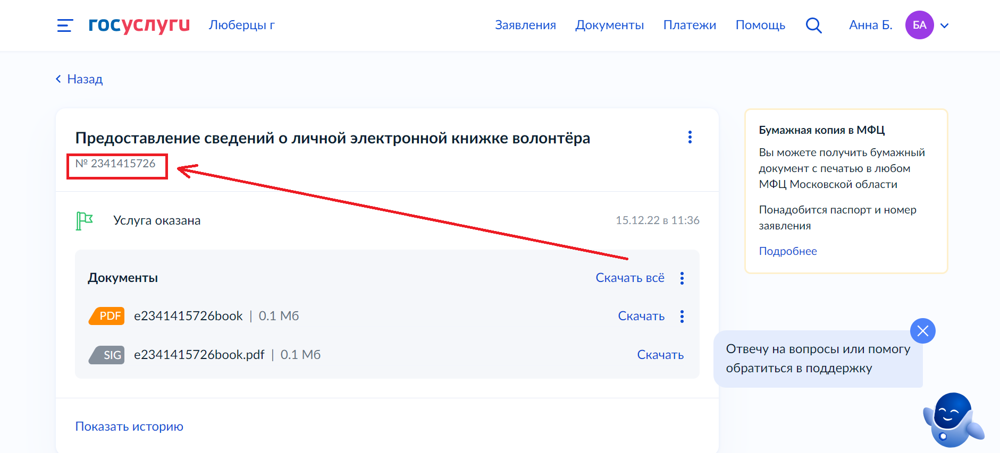 госуслуги
Люберцы г
Заявления
Документы
Платежи
Помощь
Анна Б.
БА
Назад
Предоставление сведений о личной электронной книжке волонтёра
№ 2341415726
Услуга оказана
15.12.22 в 11:36
Документы
Скачать всё
PDF e2341415726book | 0.1 Мб
Скачать
SIG e2341415726book.pdf | 0.1 Мб
Скачать
Показать историю
Бумажная копия в МФЦ
Вы можете получить бумажный
документ с печатью в любом
МФЦ Московской области
Понадобится паспорт и номер
заявления
Подробнее
Отвечу на вопросы или помогу
обратиться в поддержку